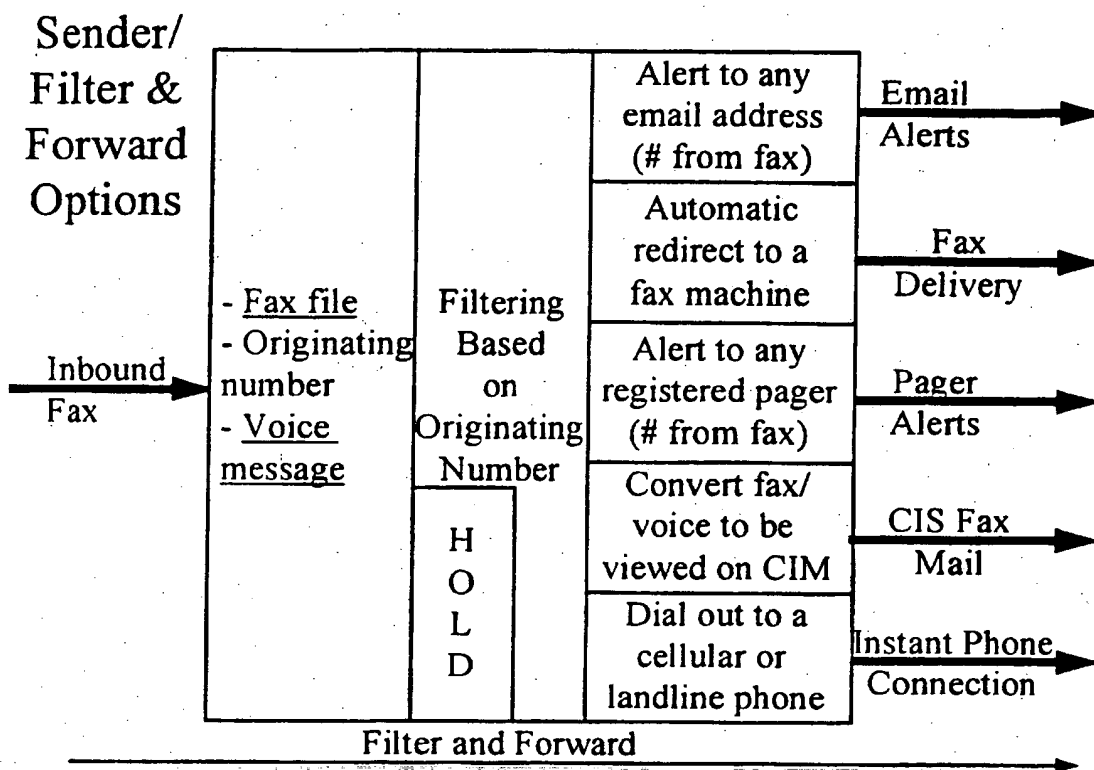 Sender/
Filter &
Forward
Options
Inbound
Fax
- Fax file
- Originating
number
- Voice
message
Filtering
Based
on
Originating
Number
H
O
L
D
Alert to any
email address
(# from fax)
Automatic
redirect to a
fax machine
Alert to any
registered pager
(# from fax)
Convert fax/
voice to be
viewed on CIM
Dial out to a
cellular or
landline phone
Email
Alerts
Fax
Delivery
Pager
Alerts
CIS Fax
Mail
Instant Phone
Connection
Filter and Forward